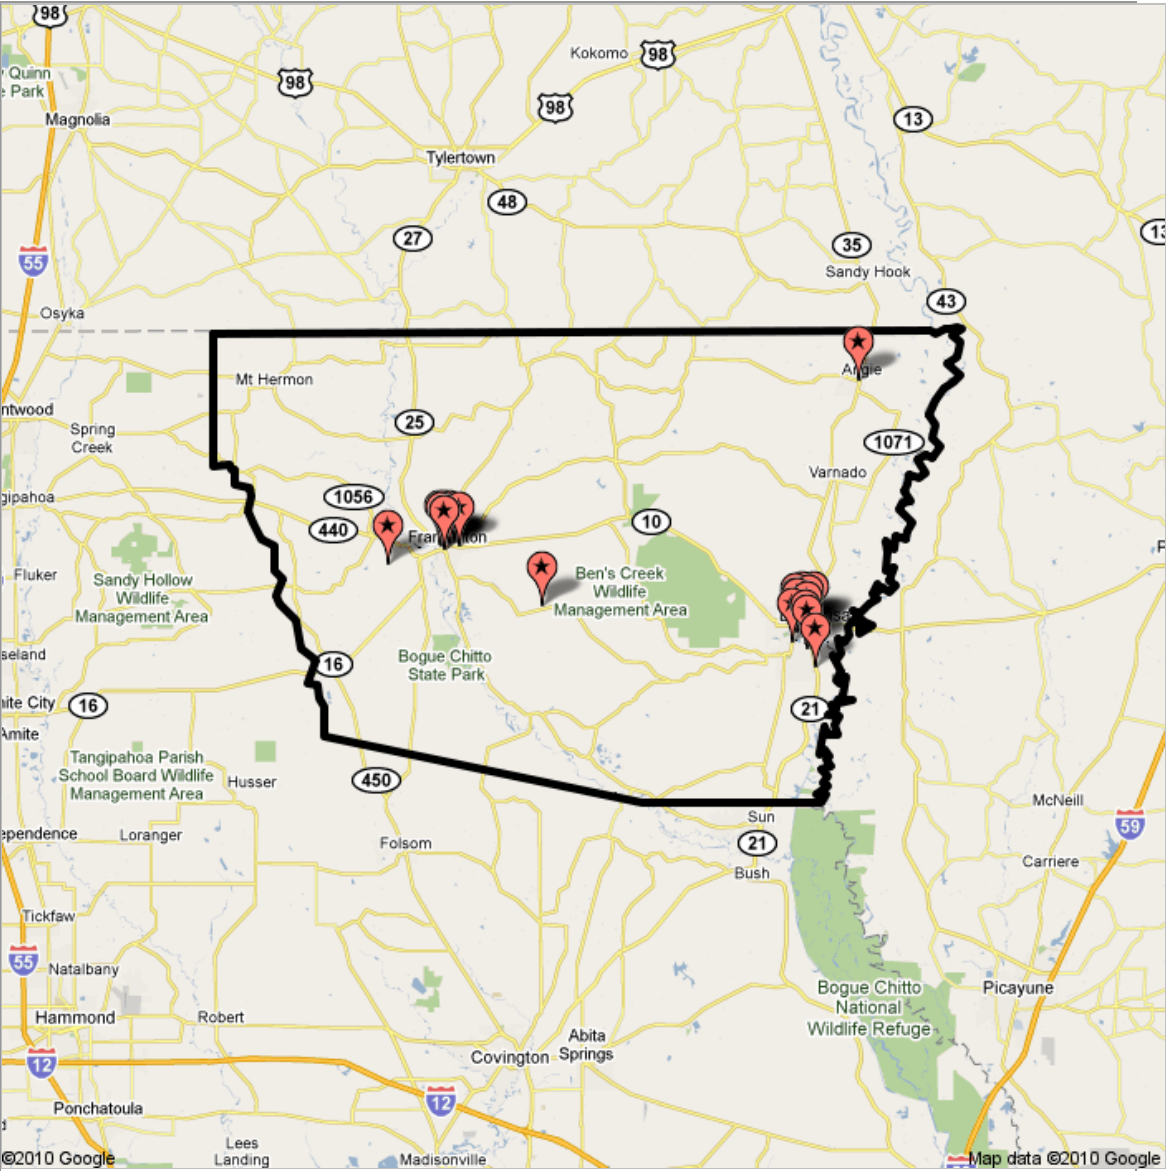 98
98
Kokomo
98
Quinn
Park
98
Magnolia
13
Tylertown
48
27
35
55
Sandy Hook
43
Osyka
Mt Hermon
Angie
ntwood
25
Spring
Creek
1071
Varnado
gipahoa
1056
440
10
Fluker
Sandy Hollow
Wildlife
Management Area
Ben's Creek
Wildlife
Management Area
seland
16
Bogue Chitto
State Park
ite City
16
21
Amite
Tangipahoa Parish
School Board Wildlife
Management Area
Husser
450
McNeill
Sun
59
ependence
Loranger
Folsom
21
Bush
Carriere
Tickfaw
55
Natalbany
Bogue Chitto
National
Wildlife Refuge
Picayune
Hammond
Robert
Abita
Springs
Covington
12
12
Ponchatoula
Lees
Landing
Madisonville
©2010 Google
Map data ©2010 Google